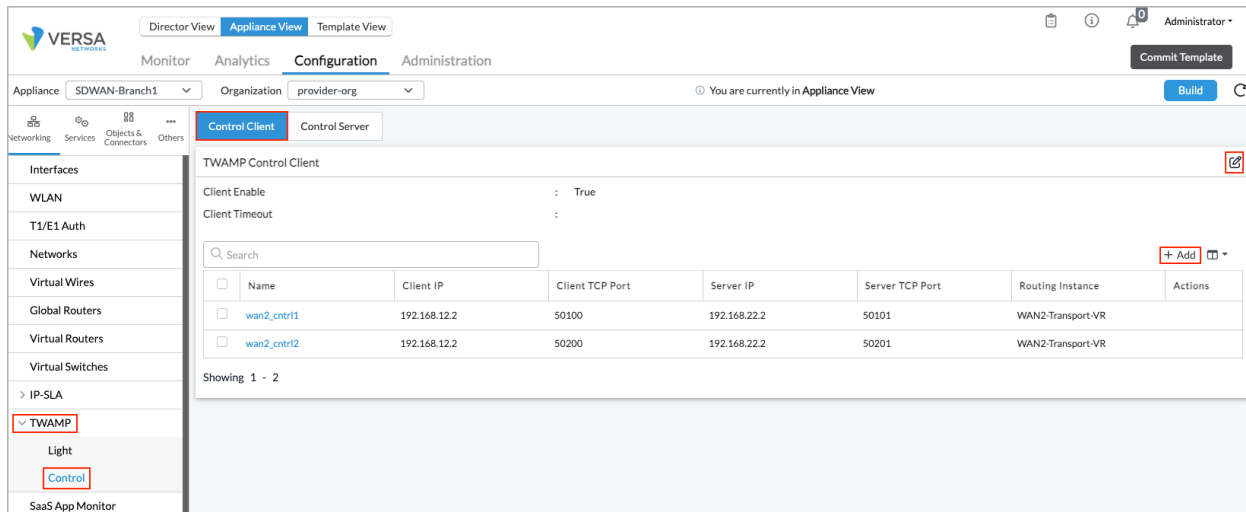 Director View Appliance View Template View
0
Administrator
VERSA
NETWORKS
Monitor Analytics Configuration Administration
Commit Template
Appliance SDWAN-Branch1 Organization provider-org You are currently in Appliance View Build
Networking Services Objects & Connectors Others
Control Client Control Server
Interfaces
TWAMP Control Client
WLAN
Client Enable : True
T1/E1 Auth
Client Timeout :
Networks
Search
+ Add
Virtual Wires
Name Client IP Client TCP Port Server IP Server TCP Port Routing Instance Actions
Global Routers
wan2_cntrl1 192.168.12.2 50100 192.168.22.2 50101 WAN2-Transport-VR
Virtual Routers
wan2_cntrl2 192.168.12.2 50200 192.168.22.2 50201 WAN2-Transport-VR
Virtual Switches
Showing 1 - 2
IP-SLA
TWAMP
Light
Control
SaaS App Monitor